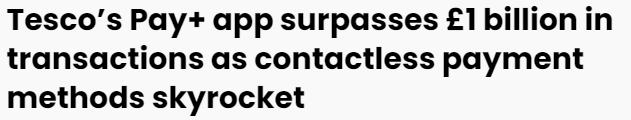 Tesco’s Pay+ app surpasses £1 billion in
transactions as contactless payment
methods skyrocket